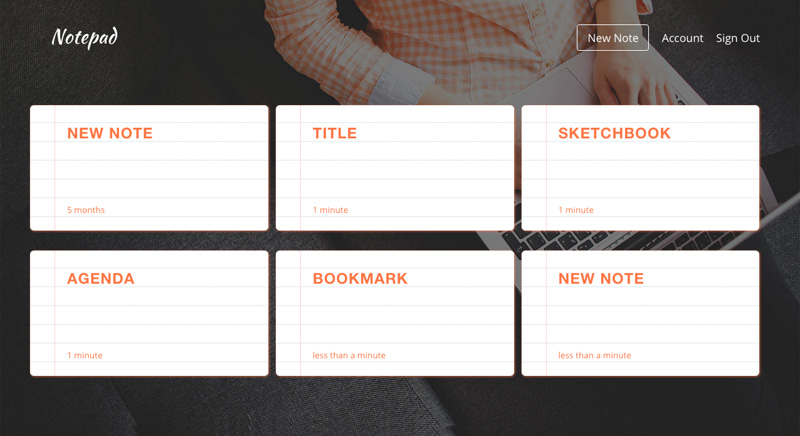 Notepad
New Note Account Sign Out
NEW NOTE
5 months
TITLE
1 minute
SKETCHBOOK
1 minute
AGENDA
1 minute
BOOKMARK
less than a minute
NEW NOTE
less than a minute